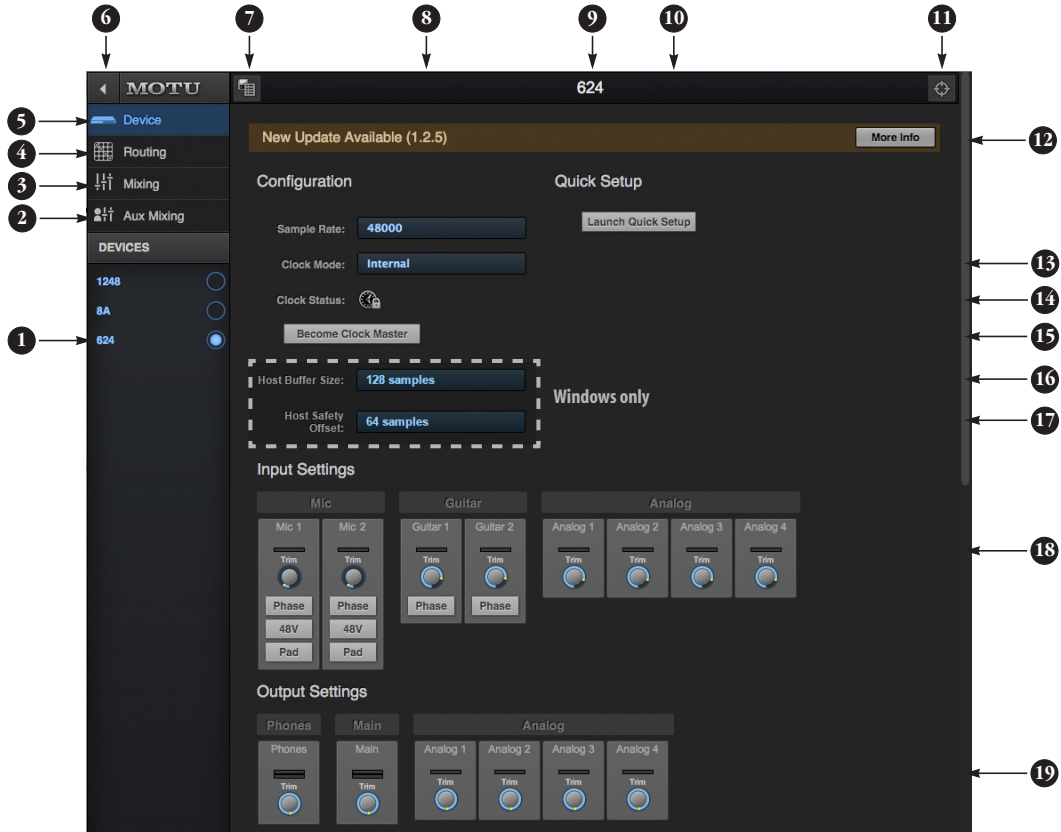 6 7 8 9 10 11
MOTU
624
5 Device
4 Routing
3 Mixing
2 Aux Mixing
DEVICES
1248
8A
1 624
New Update Available (1.2.5) More Info 12
Configuration Quick Setup
Sample Rate: 48000 Launch Quick Setup
Clock Mode: Internal 13
Clock Status: 14
Become Clock Master 15
Host Buffer Size: 128 samples 16
Windows only
Host Safety
Offset: 64 samples 17
Input Settings
Mic Guitar Analog
Mic 1 Mic 2 Guitar 1 Guitar 2 Analog 1 Analog 2 Analog 3 Analog 4 18
Trim Trim Trim Trim Trim Trim Trim Trim
Phase Phase Phase Phase
48V 48V
Pad Pad
Output Settings
Phones Main Analog
Phones Main Analog 1 Analog 2 Analog 3 Analog 4
Trim Trim Trim Trim Trim Trim 19